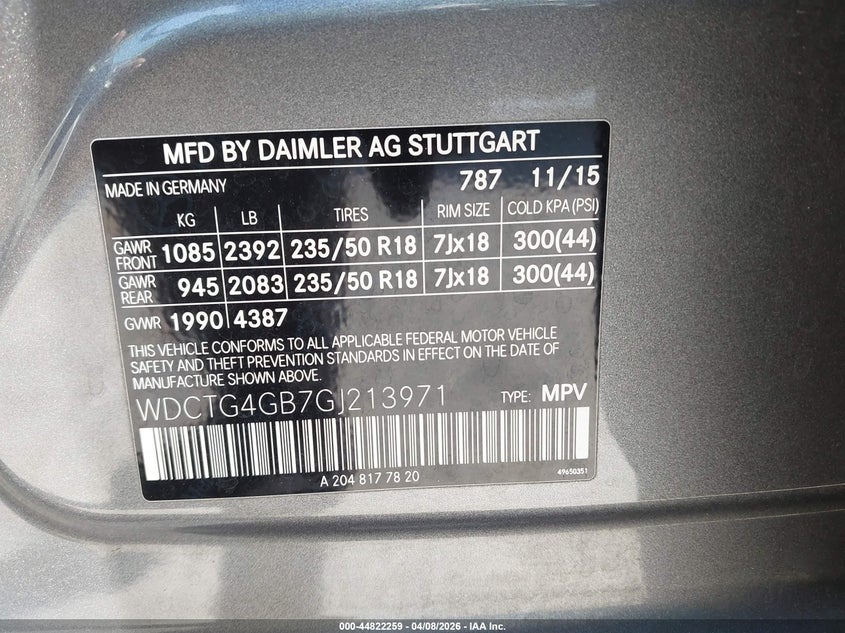 MFD BY DAIMLER AG STUTTGART
MADE IN GERMANY 787 11/15
KG LB TIRES RIM SIZE COLD KPA (PSI)
GAWR FRONT 1085 2392 235/50 R18 7Jx18 300(44)
GAWR REAR 945 2083 235/50 R18 7Jx18 300(44)
GVWR 1990 4387
THIS VEHICLE CONFORMS TO ALL APPLICABLE FEDERAL MOTOR VEHICLE
SAFETY AND THEFT PREVENTION STANDARDS IN EFFECT ON THE DATE OF
MANUFACTURE SHOWN ABOVE.
WDCTG4GB7GJ213971 TYPE: MPV
A 204 817 78 20 49650351
000-44822259 - 04/08/2026 - IAA Inc.